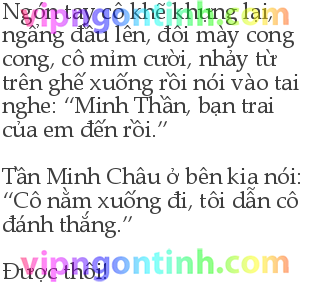 Ngón tay cô khẽ khựng lại,
vipngontinh.com
ngẩng đầu lên, đôi mày cong
cong, cô mỉm cười, nhảy từ
trên ghế xuống rồi nói vào tai
nghe: “Minh Thần, bạn trai
của em đến rồi.”
Tần Minh Châu ở bên kia nói:
“Cô nằm xuống đi, tôi dẫn cô
đánh thắng.”
vipngontinh.com
Được thôi!